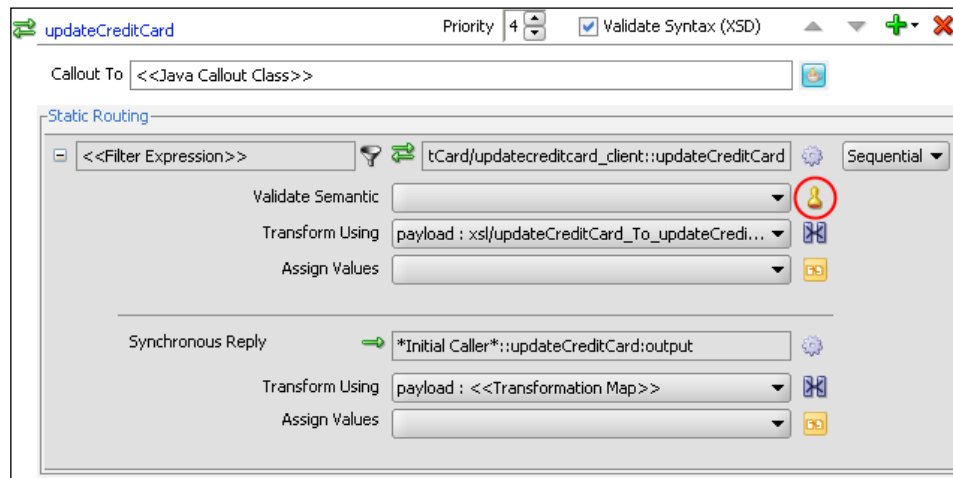 updateCreditCard Priority 4 Validate Syntax (XSD)
Callout To <<Java Callout Class>>
Static Routing
<<Filter Expression>> tCard/updatecreditcard_client::updateCreditCard Sequential
Validate Semantic
Transform Using payload : xsl/updateCreditCard_To_updateCredi...
Assign Values
Synchronous Reply *Initial Caller*::updateCreditCard:output
Transform Using payload : <<Transformation Map>>
Assign Values